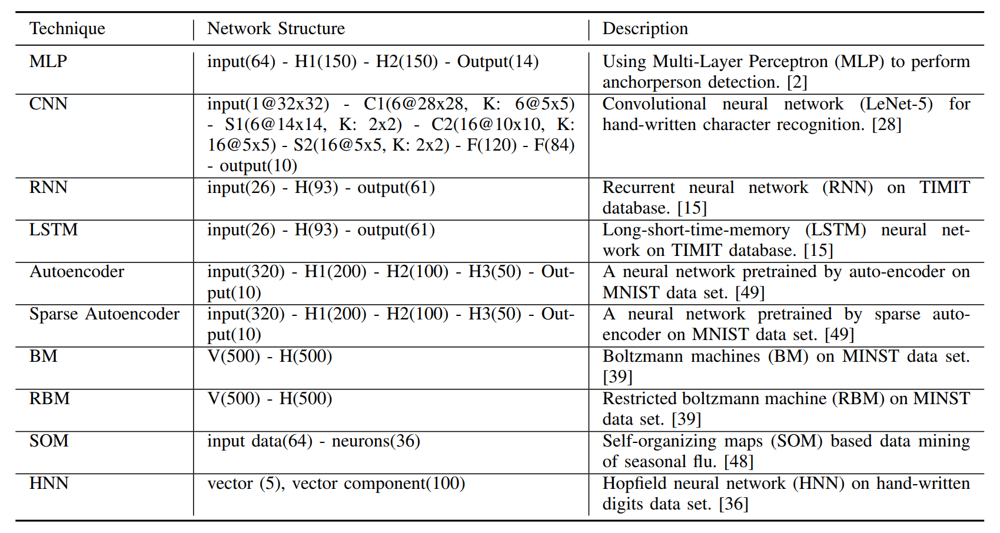 Technique Network Structure Description
MLP input(64) - H1(150) - H2(150) - Output(14) Using Multi-Layer Perceptron (MLP) to perform
anchorperson detection. [2]
CNN input(1@32x32) - C1(6@28x28, K: 6@5x5) Convolutional neural network (LeNet-5) for
- S1(6@14x14, K: 2x2) - C2(16@10x10, K: hand-written character recognition. [28]
16@5x5) - S2(16@5x5, K: 2x2) - F(120) - F(84)
- output(10)
RNN input(26) - H(93) - output(61) Recurrent neural network (RNN) on TIMIT
database. [15]
LSTM input(26) - H(93) - output(61) Long-short-time-memory (LSTM) neural net-
work on TIMIT database. [15]
Autoencoder input(320) - H1(200) - H2(100) - H3(50) - Out- A neural network pretrained by auto-encoder on
put(10) MNIST data set. [49]
Sparse Autoencoder input(320) - H1(200) - H2(100) - H3(50) - Out- A neural network pretrained by sparse auto-
put(10) encoder on MNIST data set. [49]
BM V(500) - H(500) Boltzmann machines (BM) on MINST data set.
[39]
RBM V(500) - H(500) Restricted boltzmann machine (RBM) on MINST
data set. [39]
SOM input data(64) - neurons(36) Self-organizing maps (SOM) based data mining
of seasonal flu. [48]
HNN vector (5), vector component(100) Hopfield neural network (HNN) on hand-written
digits data set. [36]